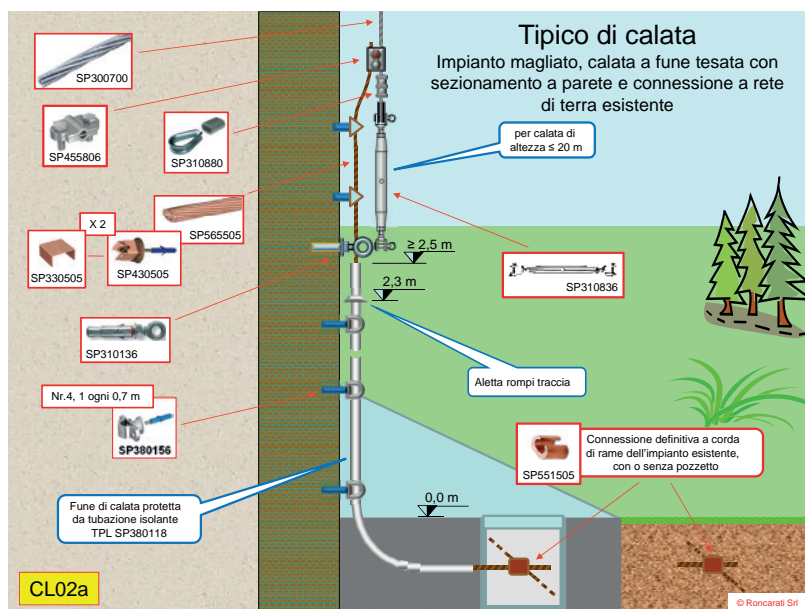 Tipico di calata
Impianto magliato, calata a fune tesata con
sezionamento a parete e connessione a rete
di terra esistente
SP300700
SP455806
SP310880
per calata di
altezza ≤ 20 m
X 2
SP565505
SP330505
SP430505
≥ 2,5 m
2,3 m
SP310836
SP310136
Aletta rompi traccia
Nr.4, 1 ogni 0,7 m
SP380156
SP551505
Connessione definitiva a corda
di rame dell'impianto esistente,
con o senza pozzetto
Fune di calata protetta
da tubazione isolante
TPL SP380118
0,0 m
CL02a
© Roncarati Srl